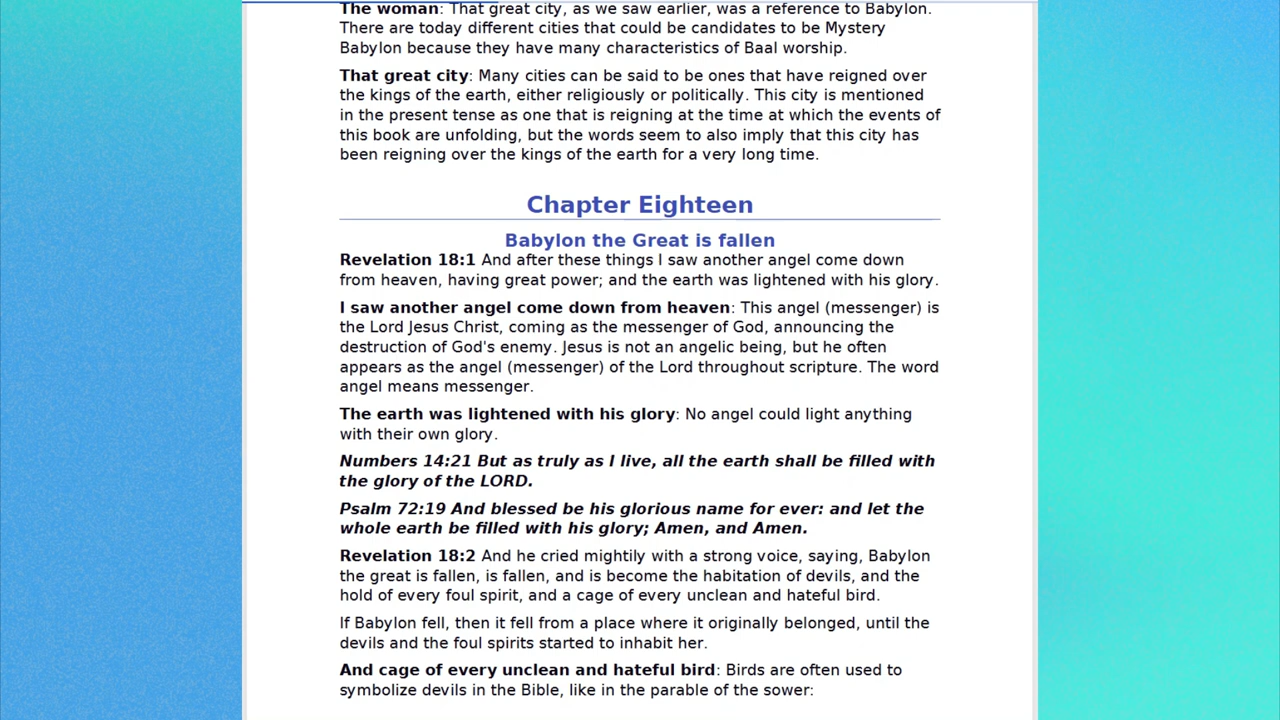 The woman: That great city, as we saw earlier, was a reference to Babylon.
There are today different cities that could be candidates to be Mystery
Babylon because they have many characteristics of Baal worship.
That great city: Many cities can be said to be ones that have reigned over
the kings of the earth, either religiously or politically. This city is mentioned
in the present tense as one that is reigning at the time at which the events of
this book are unfolding, but the words seem to also imply that this city has
been reigning over the kings of the earth for a very long time.
Chapter Eighteen
Babylon the Great is fallen
Revelation 18:1 And after these things I saw another angel come down
from heaven, having great power; and the earth was lightened with his glory.
I saw another angel come down from heaven: This angel (messenger) is
the Lord Jesus Christ, coming as the messenger of God, announcing the
destruction of God's enemy. Jesus is not an angelic being, but he often
appears as the angel (messenger) of the Lord throughout scripture. The word
angel means messenger.
The earth was lightened with his glory: No angel could light anything
with their own glory.
Numbers 14:21 But as truly as I live, all the earth shall be filled with
the glory of the LORD.
Psalm 72:19 And blessed be his glorious name for ever: and let the
whole earth be filled with his glory; Amen, and Amen.
Revelation 18:2 And he cried mightily with a strong voice, saying, Babylon
the great is fallen, is fallen, and is become the habitation of devils, and the
hold of every foul spirit, and a cage of every unclean and hateful bird.
If Babylon fell, then it fell from a place where it originally belonged, until the
devils and the foul spirits started to inhabit her.
And cage of every unclean and hateful bird: Birds are often used to
symbolize devils in the Bible, like in the parable of the sower: